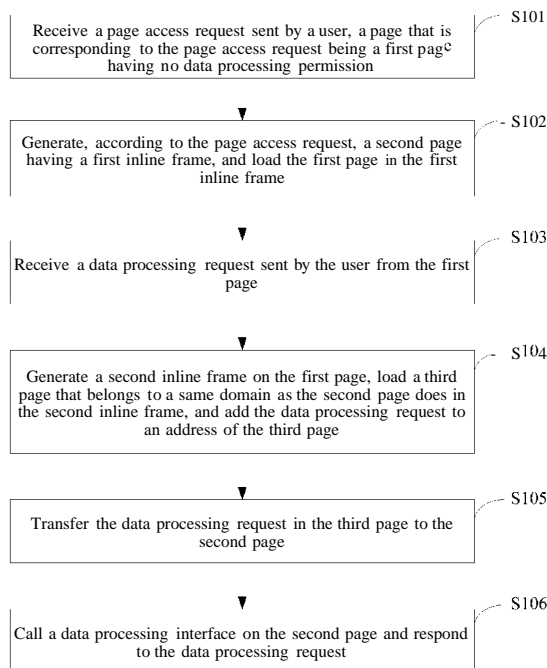 S101
Receive a page access request sent by a user, a page that is
corresponding to the page access request being a first page
having no data processing permission
S102
Generate, according to the page access request, a second page
having a first inline frame, and load the first page in the first
inline frame
S103
Receive a data processing request sent by the user from the first
page
S104
Generate a second inline frame on the first page, load a third
page that belongs to a same domain as the second page does in
the second inline frame, and add the data processing request to
an address of the third page
S105
Transfer the data processing request in the third page to the
second page
S106
Call a data processing interface on the second page and respond
to the data processing request